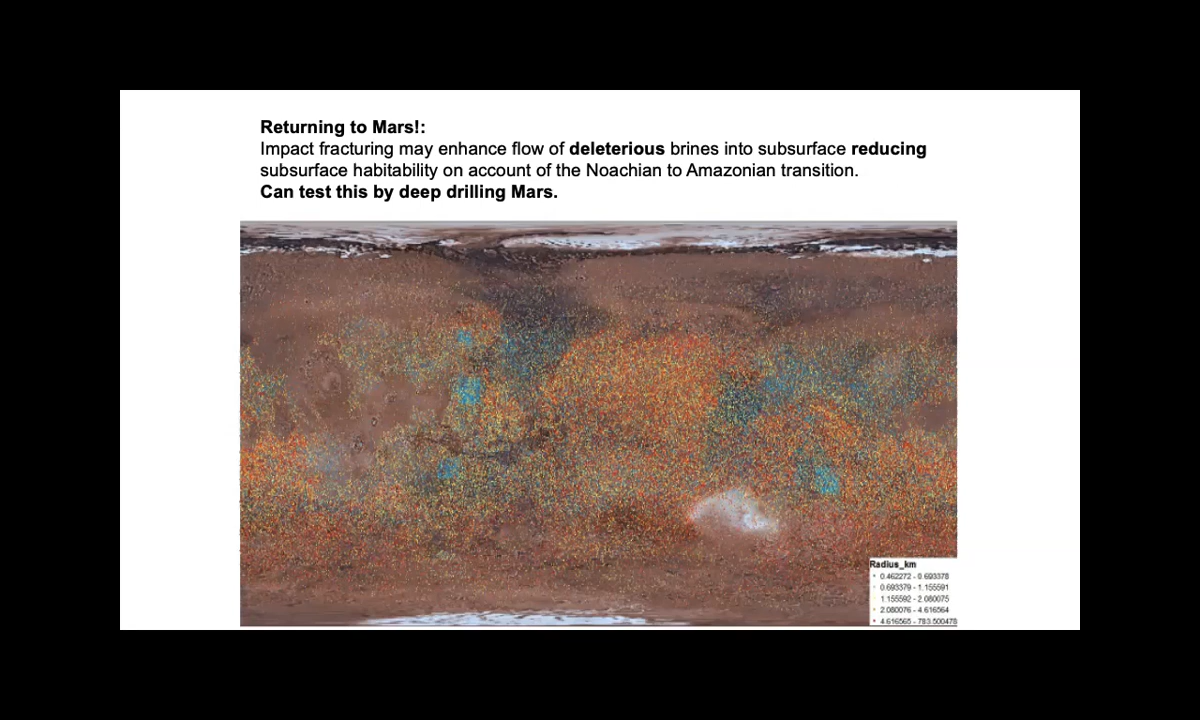 Returning to Mars!:
Impact fracturing may enhance flow of deleterious brines into subsurface reducing
subsurface habitability on account of the Noachian to Amazonian transition.
Can test this by deep drilling Mars.
Radius_km
0.462272 - 0.693378
0.693379 - 1.155591
1.155592 - 2.080075
2.080076 - 4.616564
4.616565 - 783.500478